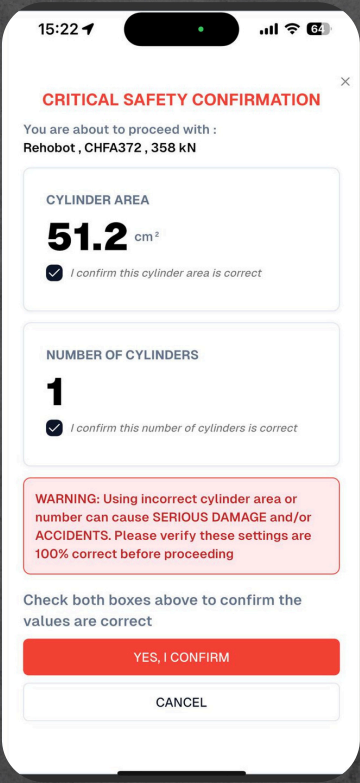 15:22
64
CRITICAL SAFETY CONFIRMATION
You are about to proceed with :
Rehobot , CHFA372 , 358 kN
CYLINDER AREA
51.2 cm²
I confirm this cylinder area is correct
NUMBER OF CYLINDERS
1
I confirm this number of cylinders is correct
WARNING: Using incorrect cylinder area or
number can cause SERIOUS DAMAGE and/or
ACCIDENTS. Please verify these settings are
100% correct before proceeding
Check both boxes above to confirm the
values are correct
YES, I CONFIRM
CANCEL